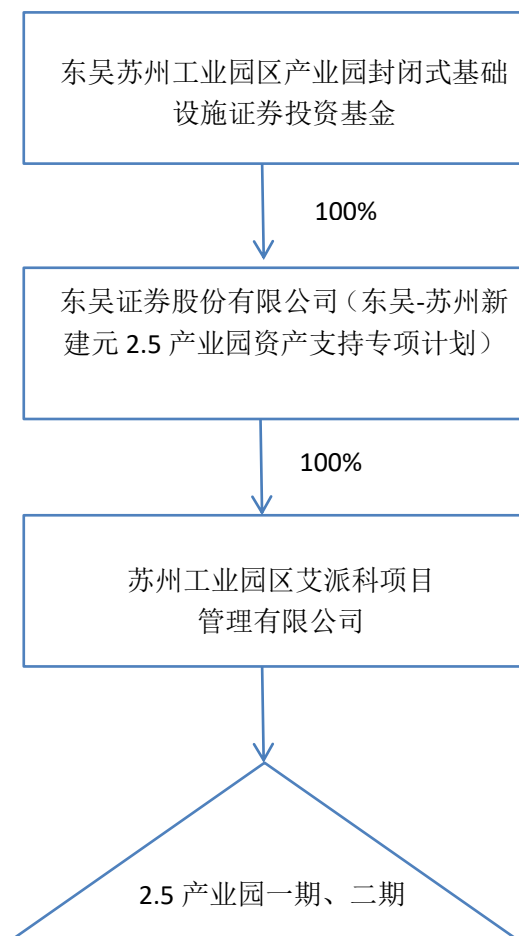 东吴苏州工业园区产业园封闭式基础
设施证券投资基金
100%
东吴证券股份有限公司（东吴-苏州新
建元 2.5 产业园资产支持专项计划）
100%
苏州工业园区艾派科项目
管理有限公司
2.5 产业园一期、二期